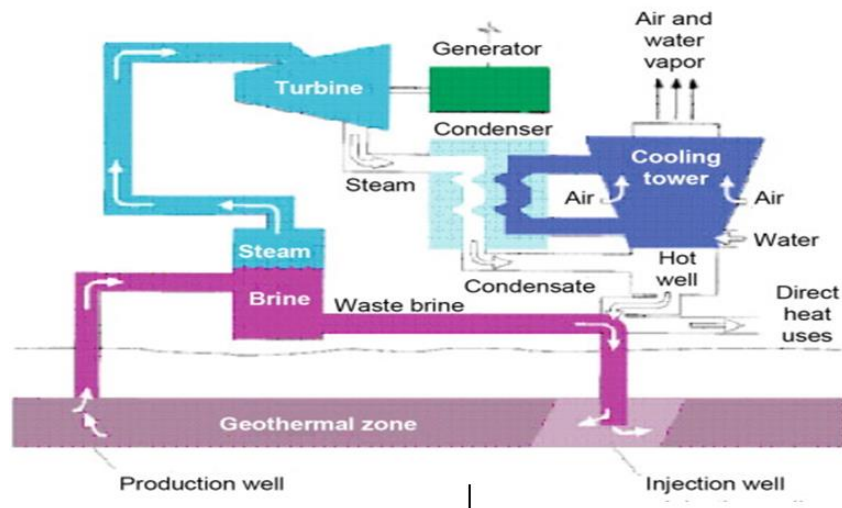 Air and
water
vapor
Generator
Turbine
Condenser
Cooling
tower
Steam
Air
Air
Water
Steam
Hot
well
Condensate
Brine
Waste brine
Direct
heat
uses
Geothermal zone
Production well
Injection well